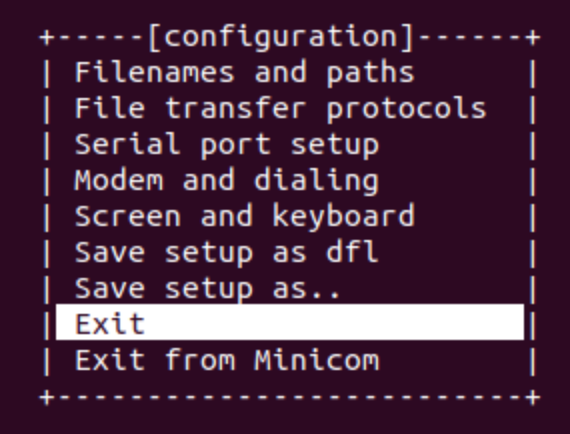 +-----[configuration]------+
| Filenames and paths      |
| File transfer protocols  |
| Serial port setup        |
| Modem and dialing        |
| Screen and keyboard      |
| Save setup as dfl        |
| Save setup as..          |
| Exit                     |
| Exit from Minicom        |
+--------------------------+